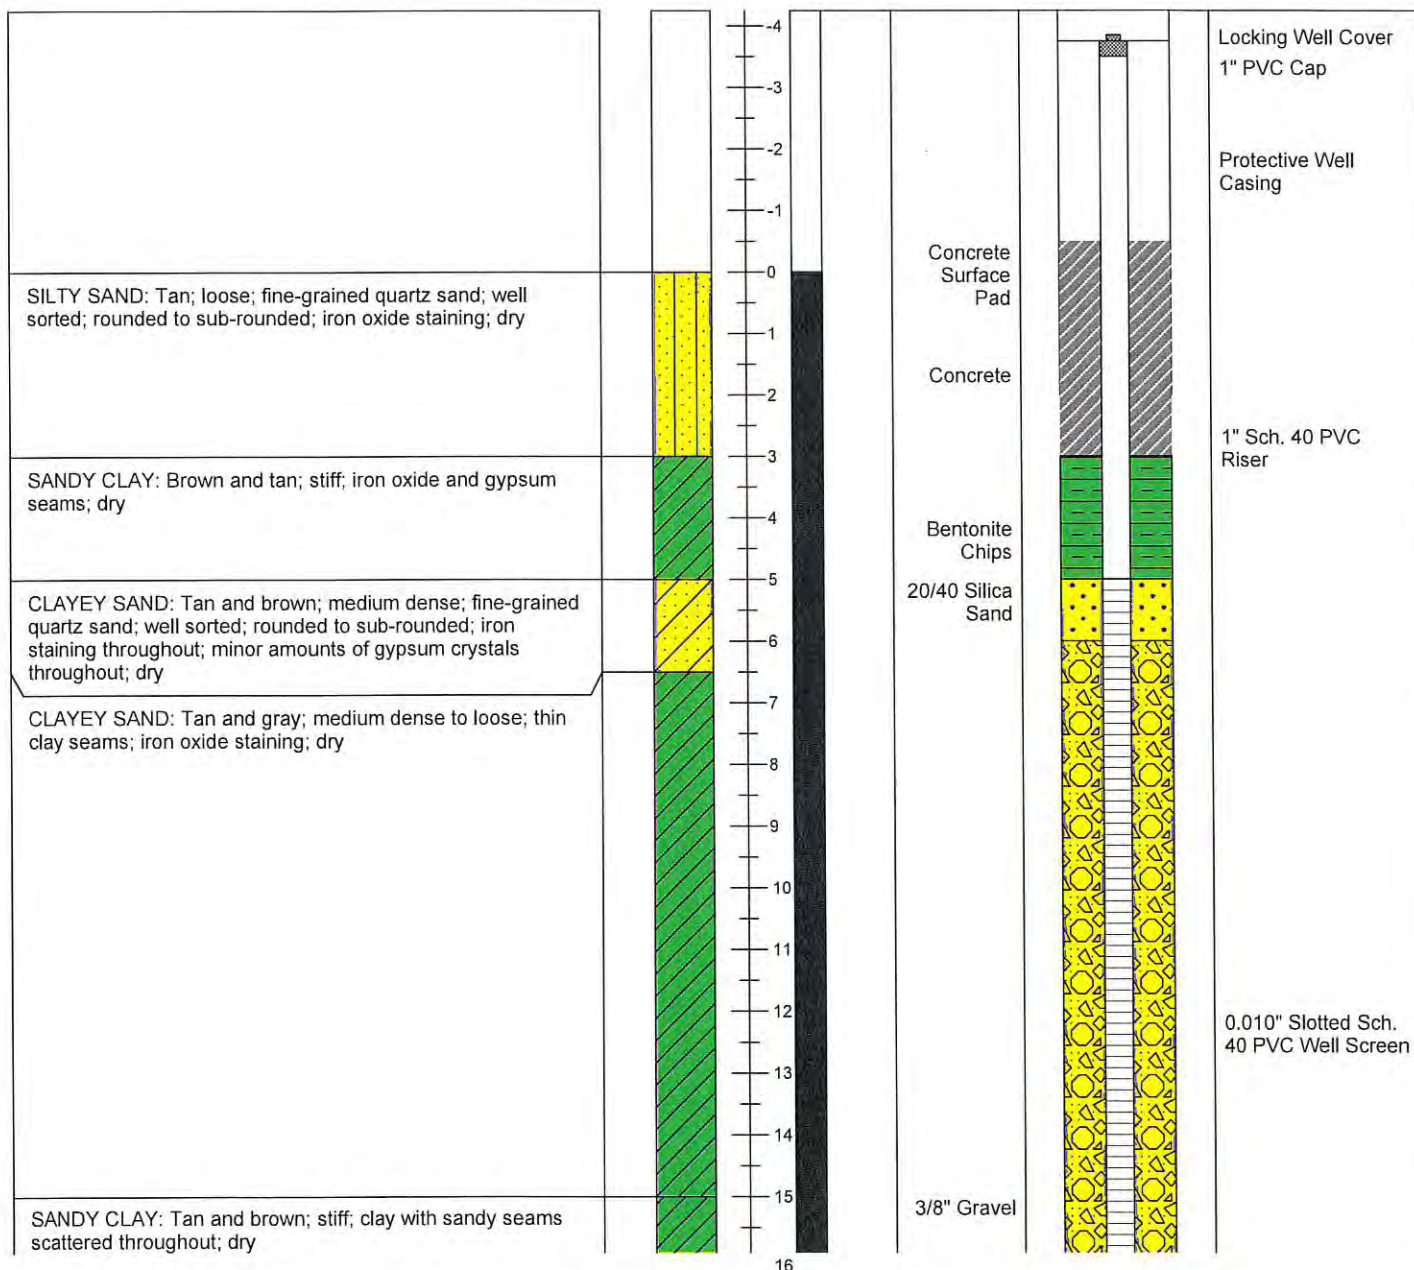 SILTY SAND: Tan; loose; fine-grained quartz sand; well
sorted; rounded to sub-rounded; iron oxide staining; dry
SANDY CLAY: Brown and tan; stiff; iron oxide and gypsum
seams; dry
CLAYEY SAND: Tan and brown; medium dense; fine-grained
quartz sand; well sorted; rounded to sub-rounded; iron
staining throughout; minor amounts of gypsum crystals
throughout; dry
CLAYEY SAND: Tan and gray; medium dense to loose; thin
clay seams; iron oxide staining; dry
SANDY CLAY: Tan and brown; stiff; clay with sandy seams
scattered throughout; dry
-4
-3
-2
-1
0
1
2
3
4
5
6
7
8
9
10
11
12
13
14
15
16
Concrete
Surface
Pad
Concrete
Bentonite
Chips
20/40 Silica
Sand
3/8" Gravel
Locking Well Cover
1" PVC Cap
Protective Well
Casing
1" Sch. 40 PVC
Riser
0.010" Slotted Sch.
40 PVC Well Screen